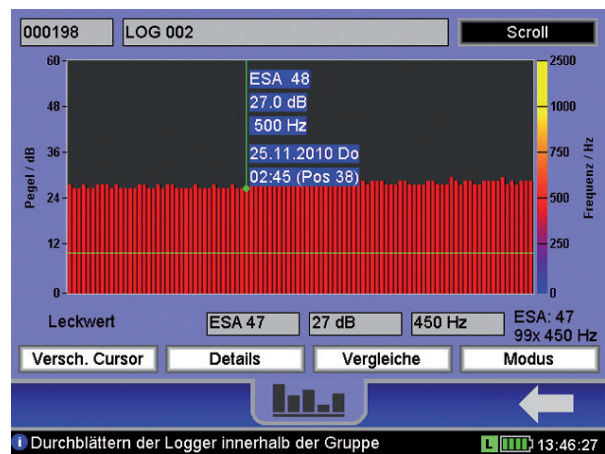 000198 LOG 002 Scroll
60
48
36
24
12
0
Pegel / dB
ESA 48
27.0 dB
500 Hz
25.11.2010 Do
02:45 (Pos 38)
2500
1000
750
500
250
0
Frequenz / Hz
Leckwert ESA 47 27 dB 450 Hz ESA: 47
99x 450 Hz
Versch. Cursor Details Vergleiche Modus
i Durchblättern der Logger innerhalb der Gruppe L 13:46:27